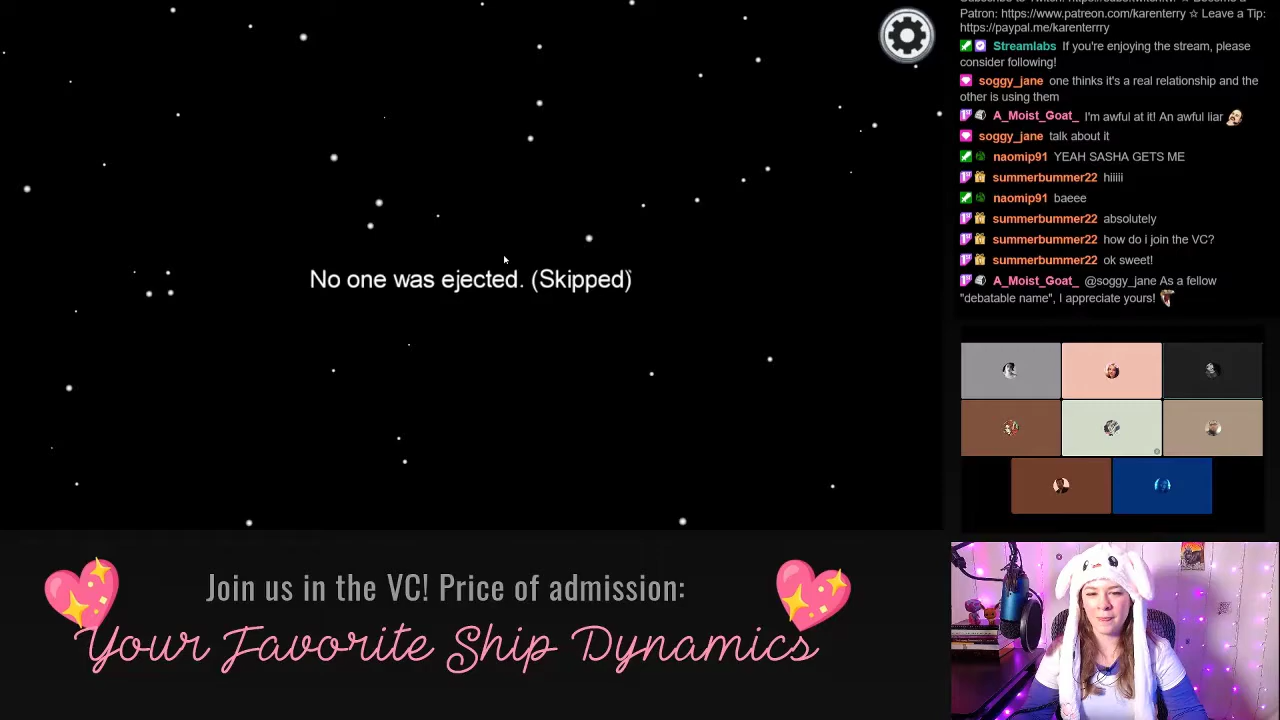 Patron: https://www.patreon.com/karenterry ☆ Leave a Tip:
https://paypal.me/karenterrry
Streamlabs If you're enjoying the stream, please
consider following!
soggy_jane one thinks it's a real relationship and the
other is using them
A_Moist_Goat_ I'm awful at it! An awful liar
soggy_jane talk about it
naomip91 YEAH SASHA GETS ME
summerbummer22 hiiiii
naomip91 baeee
summerbummer22 absolutely
summerbummer22 how do i join the VC?
summerbummer22 ok sweet!
A_Moist_Goat_ @soggy_jane As a fellow
"debatable name", I appreciate yours!
No one was ejected. (Skipped)
Join us in the VC! Price of admission:
Your Favorite Ship Dynamics